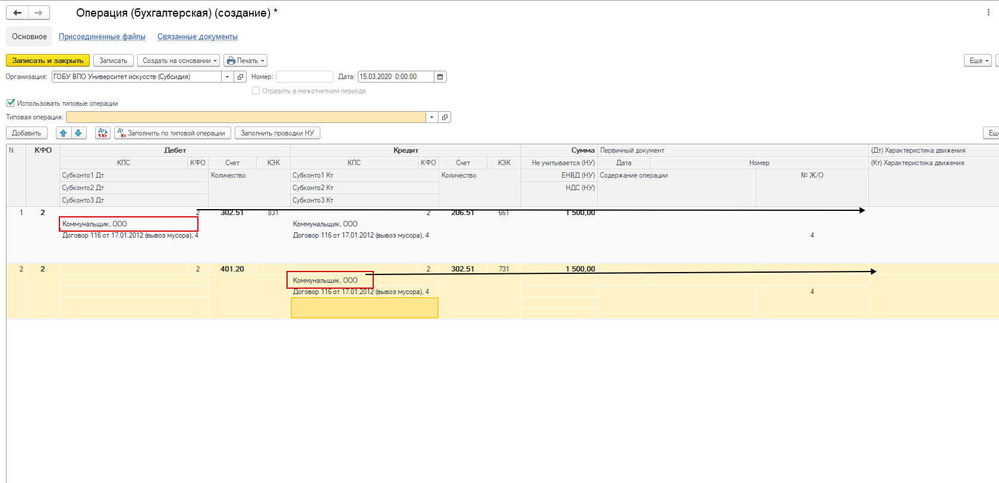 Операция (бухгалтерская) (создание) *
Основное Присоединенные файлы Связанные документы
Записать и закрыть Записать Создать на основании Печать Еще
Организация: ГОБУ ВПО Университет искусств (Субсидия) Номер: Дата: 15.03.2020 0:00:00
Отразить в межотчетном периоде
Использовать типовые операции
Типовая операция:
Добавить Дт Кт Дт Кт Заполнить по типовой операции Заполнить проводки НУ Еще
N КФО Дебет Кредит Сумма Первичный документ (Дт) Характеристика движения
КПС КФО Счет КЭК КПС КФО Счет КЭК Не учитывается (НУ) Дата Номер (Кт) Характеристика движения
Субконто1 Дт Количество Субконто1 Кт Количество ЕНВД (НУ) Содержание операции № Ж/О
Субконто2 Дт Субконто2 Кт НДС (НУ)
Субконто3 Дт Субконто3 Кт
1 2 2 302.51 831 2 206.51 661 1 500,00
Коммунальщик, ООО Коммунальщик, ООО
Договор 116 от 17.01.2012 (вывоз мусора), 4 Договор 116 от 17.01.2012 (вывоз мусора), 4 4
2 2 2 401.20 2 302.51 731 1 500,00
Коммунальщик, ООО
Договор 116 от 17.01.2012 (вывоз мусора), 4 4